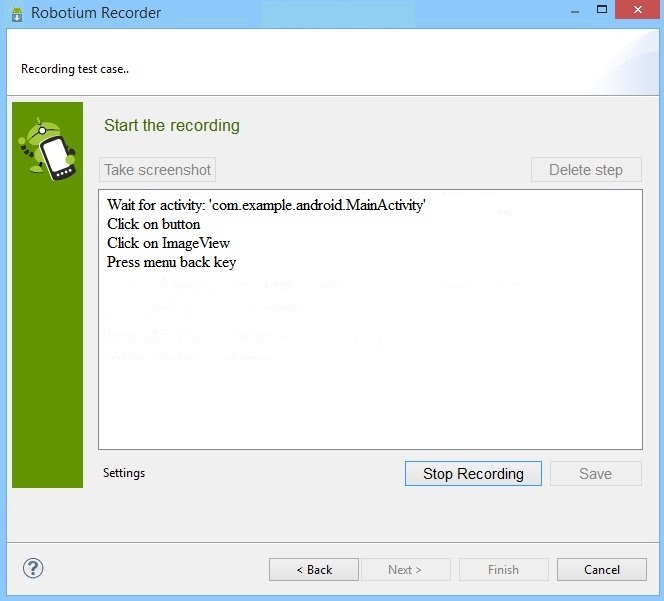 Robotium Recorder
Recording test case..
Start the recording
Take screenshot
Delete step
Wait for activity: 'com.example.android.MainActivity'
Click on button
Click on ImageView
Press menu back key
Settings
Stop Recording
Save
?
< Back
Next >
Finish
Cancel